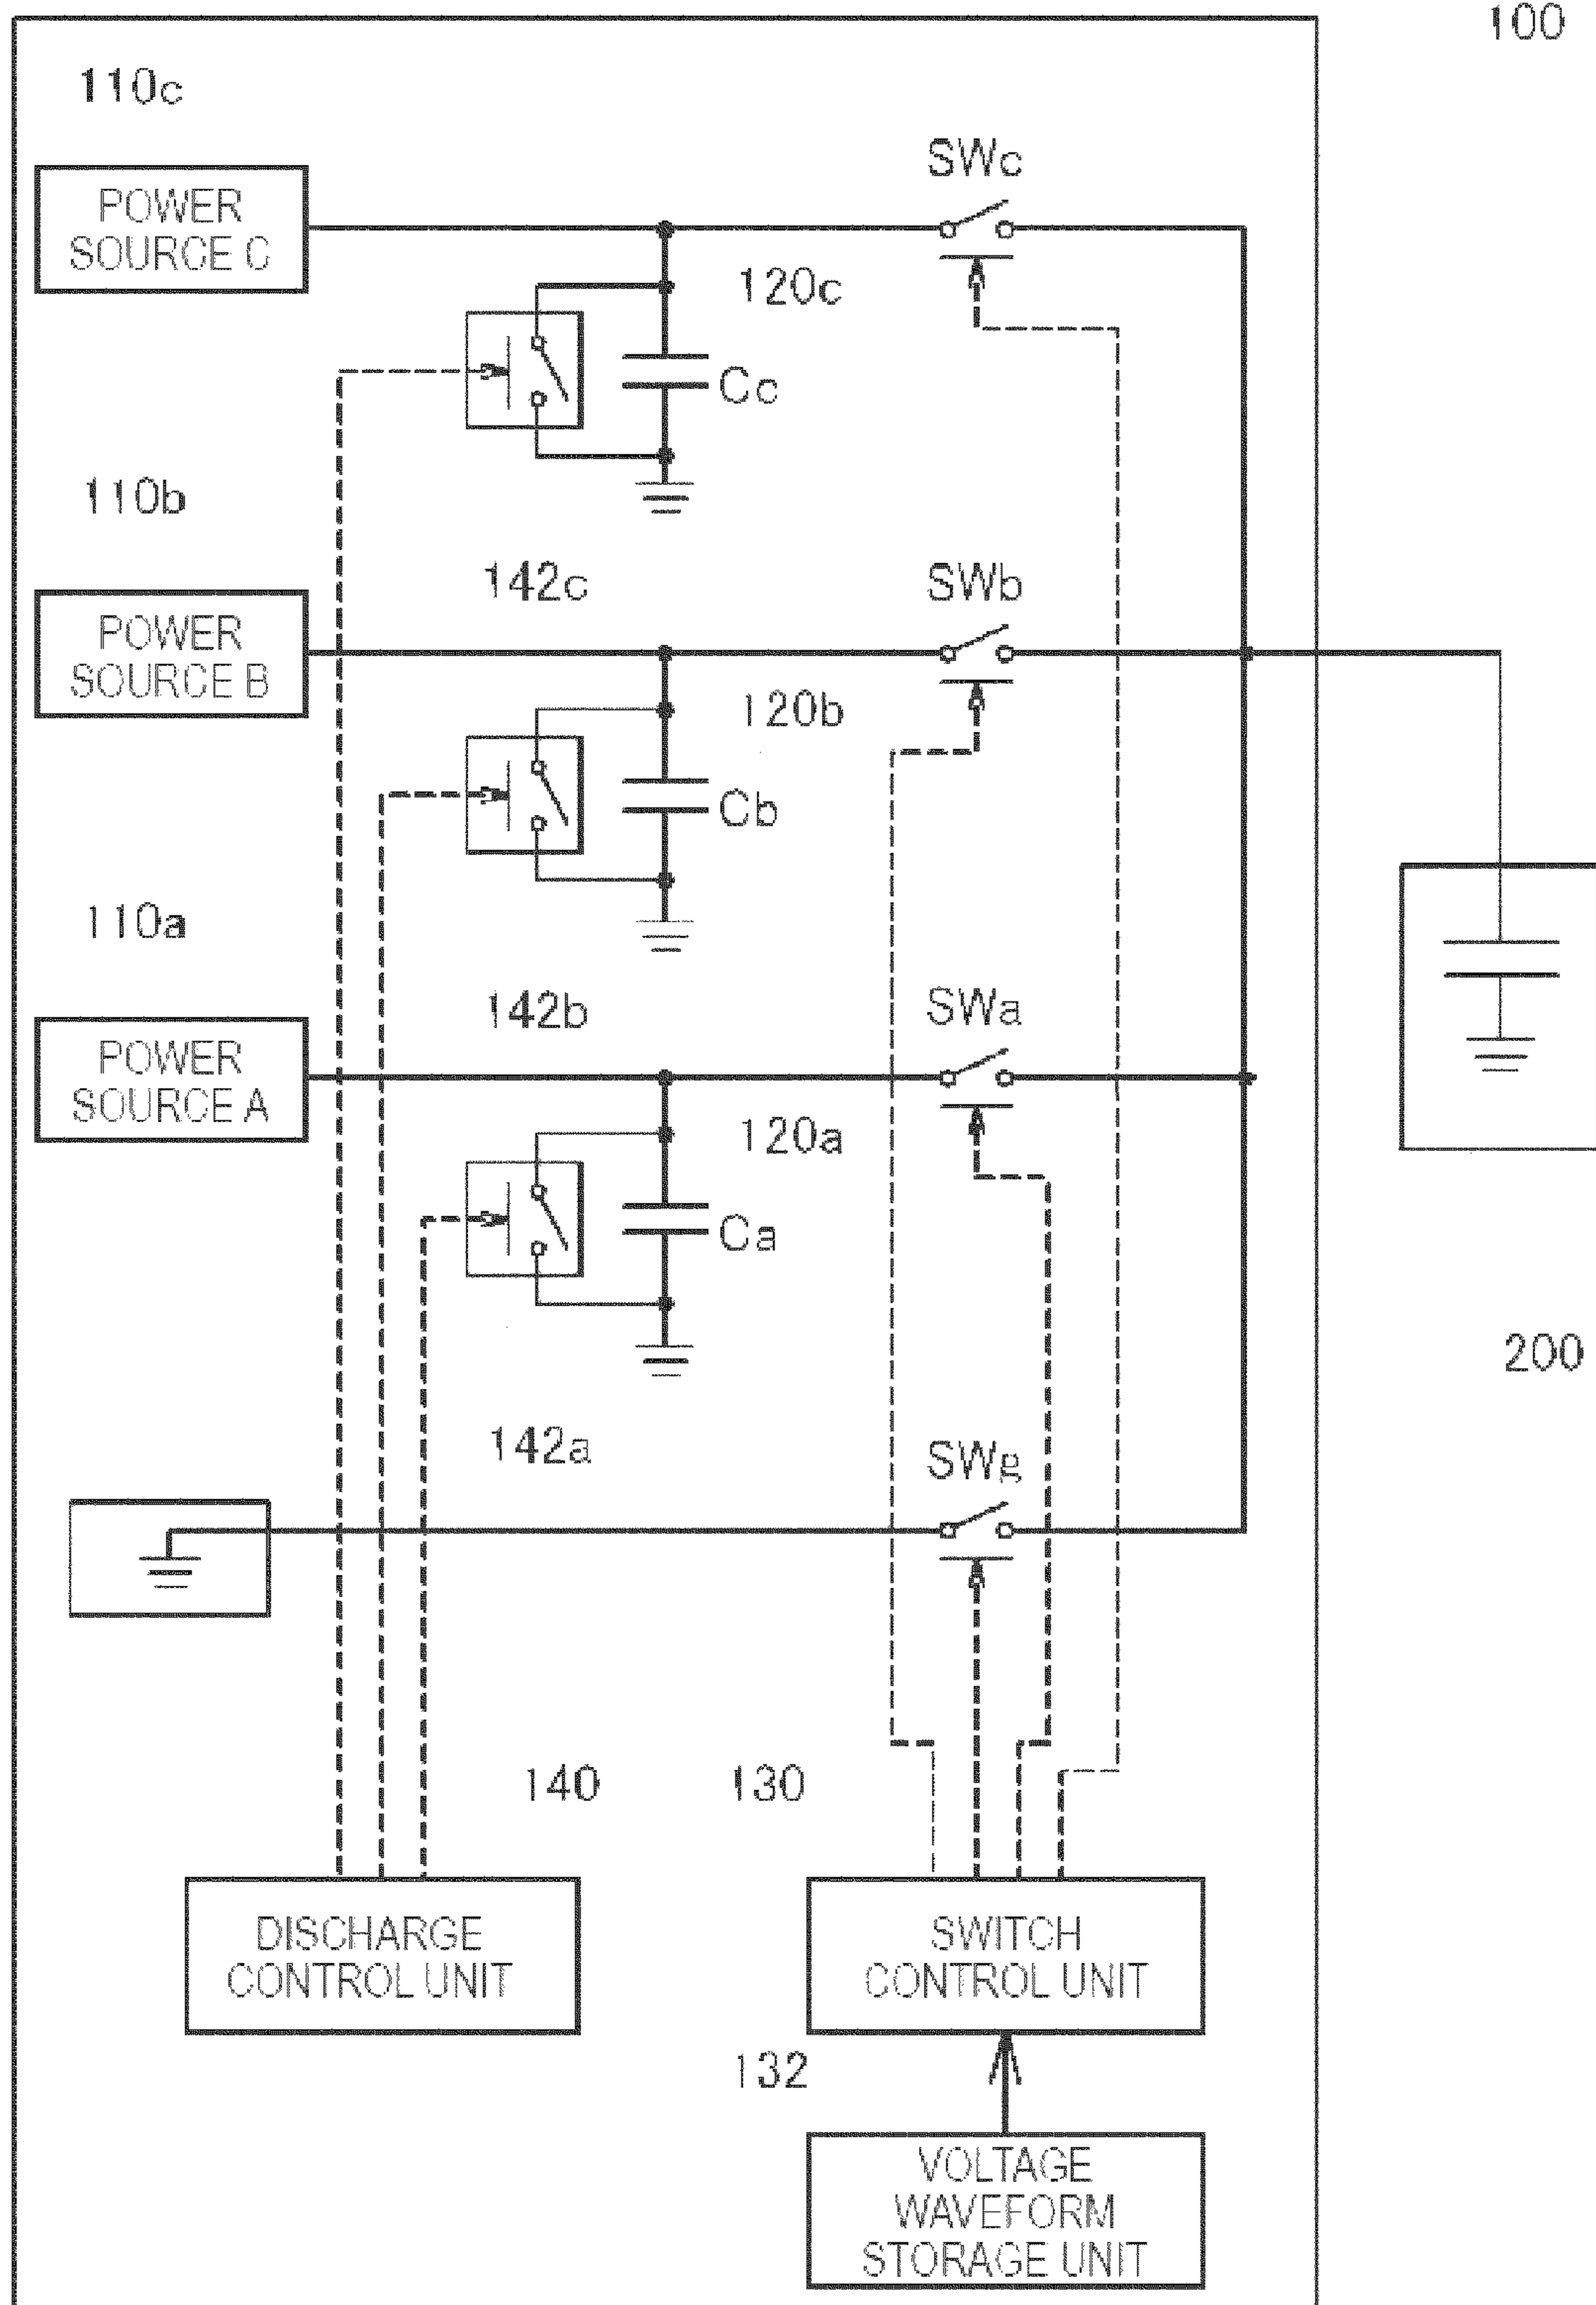 100
110c
SWc
POWER
SOURCE C
120c
Cc
110b
142c
SWb
POWER
SOURCE B
120b
Cb
110a
142b
SWa
POWER
SOURCE A
120a
Ca
200
142a
SWg
140
130
DISCHARGE
CONTROL UNIT
SWITCH
CONTROL UNIT
132
VOLTAGE
WAVEFORM
STORAGE UNIT